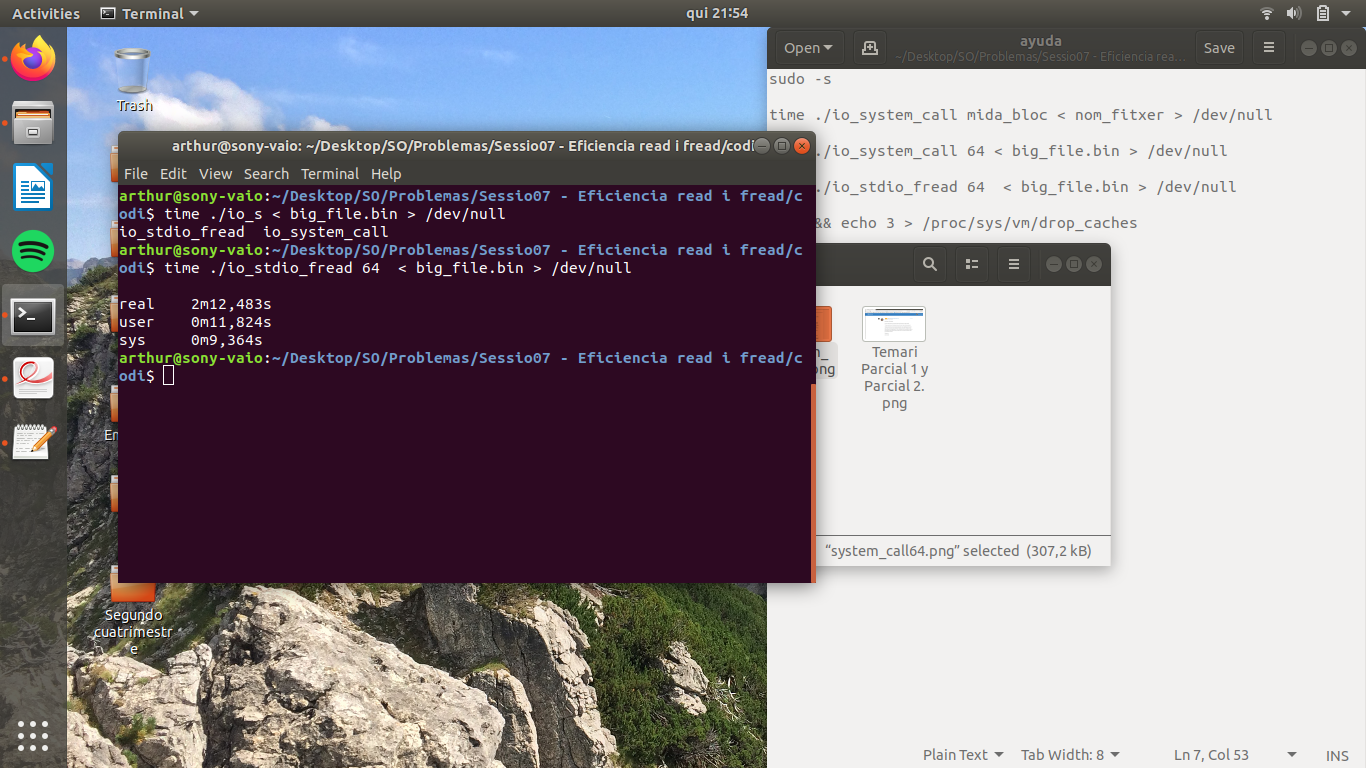 Activities
Terminal
qui 21:54
Trash
Segundo
cuatrimestr
e
arthur@sony-vaio: ~/Desktop/SO/Problemas/Sessio07 - Eficiencia read i fread/codi
File Edit View Search Terminal Help
arthur@sony-vaio:~/Desktop/SO/Problemas/Sessio07 - Eficiencia read i fread/c
odi$ time ./io_s < big_file.bin > /dev/null
io_stdio_fread  io_system_call
arthur@sony-vaio:~/Desktop/SO/Problemas/Sessio07 - Eficiencia read i fread/c
odi$ time ./io_stdio_fread 64  < big_file.bin > /dev/null
real    2m12,483s
user    0m11,824s
sys     0m9,364s
arthur@sony-vaio:~/Desktop/SO/Problemas/Sessio07 - Eficiencia read i fread/c
odi$
Open
ayuda
~/Desktop/SO/Problemas/Sessio07 - Eficiencia rea…
Save
sudo -s
time ./io_system_call mida_bloc < nom_fitxer > /dev/null
./io_system_call 64 < big_file.bin > /dev/null
./io_stdio_fread 64  < big_file.bin > /dev/null
&& echo 3 > /proc/sys/vm/drop_caches
Temari
Parcial 1 y
Parcial 2.
png
“system_call64.png” selected (307,2 kB)
Plain Text
Tab Width: 8
Ln 7, Col 53
INS